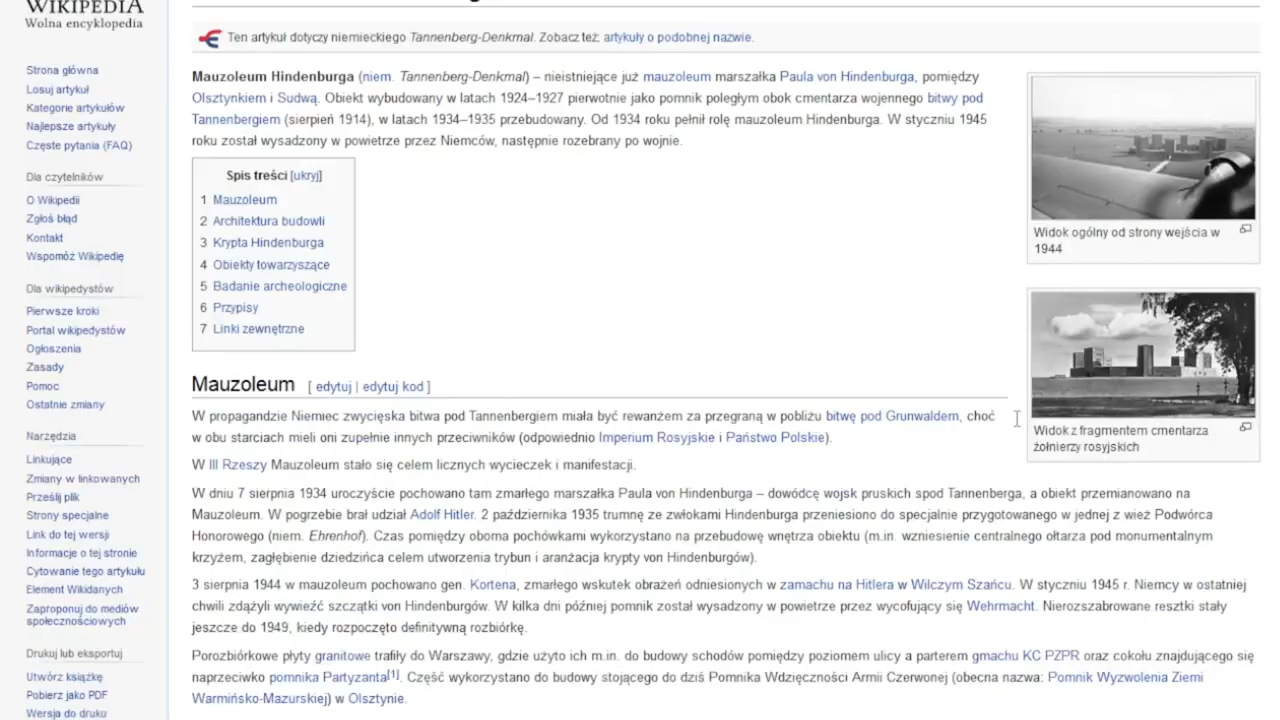 WIKIPEDIA
Wolna encyklopedia
Strona główna
Losuj artykuł
Kategorie artykułów
Najlepsze artykuły
Częste pytania (FAQ)
Dla czytelników
O Wikipedii
Zgłoś błąd
Kontakt
Wspomóż Wikipedię
Dla wikipedystów
Pierwsze kroki
Portal wikipedystów
Ogłoszenia
Zasady
Pomoc
Ostatnie zmiany
Narzędzia
Linkujące
Zmiany w linkowanych
Prześlij plik
Strony specjalne
Link do tej wersji
Informacje o tej stronie
Cytowanie tego artykułu
Element Wikidanych
Zaproponuj do mediów
społecznościowych
Drukuj lub eksportuj
Utwórz książkę
Pobierz jako PDF
Wersja do druku
Ten artykuł dotyczy niemieckiego Tannenberg-Denkmal. Zobacz też: artykuły o podobnej nazwie.
Mauzoleum Hindenburga (niem. Tannenberg-Denkmal) – nieistniejące już mauzoleum marszałka Paula von Hindenburga, pomiędzy
Olsztynkiem i Sudwą. Obiekt wybudowany w latach 1924–1927 pierwotnie jako pomnik poległym obok cmentarza wojennego bitwy pod
Tannenbergiem (sierpień 1914), w latach 1934–1935 przebudowany. Od 1934 roku pełnił rolę mauzoleum Hindenburga. W styczniu 1945
roku został wysadzony w powietrze przez Niemców, następnie rozebrany po wojnie.
Spis treści [ukryj]
1 Mauzoleum
2 Architektura budowli
3 Krypta Hindenburga
4 Obiekty towarzyszące
5 Badanie archeologiczne
6 Przypisy
7 Linki zewnętrzne
Widok ogólny od strony wejścia w
1944
Widok z fragmentem cmentarza
żołnierzy rosyjskich
Mauzoleum [ edytuj | edytuj kod ]
W propagandzie Niemiec zwycięska bitwa pod Tannenbergiem miała być rewanżem za przegraną w pobliżu bitwę pod Grunwaldem, choć
w obu starciach mieli oni zupełnie innych przeciwników (odpowiednio Imperium Rosyjskie i Państwo Polskie).
W III Rzeszy Mauzoleum stało się celem licznych wycieczek i manifestacji.
W dniu 7 sierpnia 1934 uroczyście pochowano tam zmarłego marszałka Paula von Hindenburga – dowódcę wojsk pruskich spod Tannenberga, a obiekt przemianowano na
Mauzoleum. W pogrzebie brał udział Adolf Hitler. 2 października 1935 trumnę ze zwłokami Hindenburga przeniesiono do specjalnie przygotowanego w jednej z wież Podwórca
Honorowego (niem. Ehrenhof). Czas pomiędzy oboma pochówkami wykorzystano na przebudowę wnętrza obiektu (m.in. wzniesienie centralnego ołtarza pod monumentalnym
krzyżem, zagłębienie dziedzińca celem utworzenia trybun i aranżacja krypty von Hindenburgów).
3 sierpnia 1944 w mauzoleum pochowano gen. Kortena, zmarłego wskutek obrażeń odniesionych w zamachu na Hitlera w Wilczym Szańcu. W styczniu 1945 r. Niemcy w ostatniej
chwili zdążyli wywieźć szczątki von Hindenburgów. W kilka dni później pomnik został wysadzony w powietrze przez wycofujący się Wehrmacht. Nierozszabrowane resztki stały
jeszcze do 1949, kiedy rozpoczęto definitywną rozbiórkę.
Porozbiórkowe płyty granitowe trafiły do Warszawy, gdzie użyto ich m.in. do budowy schodów pomiędzy poziomem ulicy a parterem gmachu KC PZPR oraz cokołu znajdującego się
naprzeciwko pomnika Partyzanta[1]. Część wykorzystano do budowy stojącego do dziś Pomnika Wdzięczności Armii Czerwonej (obecna nazwa: Pomnik Wyzwolenia Ziemi
Warmińsko-Mazurskiej) w Olsztynie.